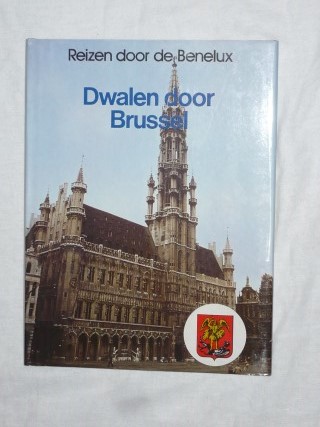 Reizen door de Benelux
Dwalen door
Brussel